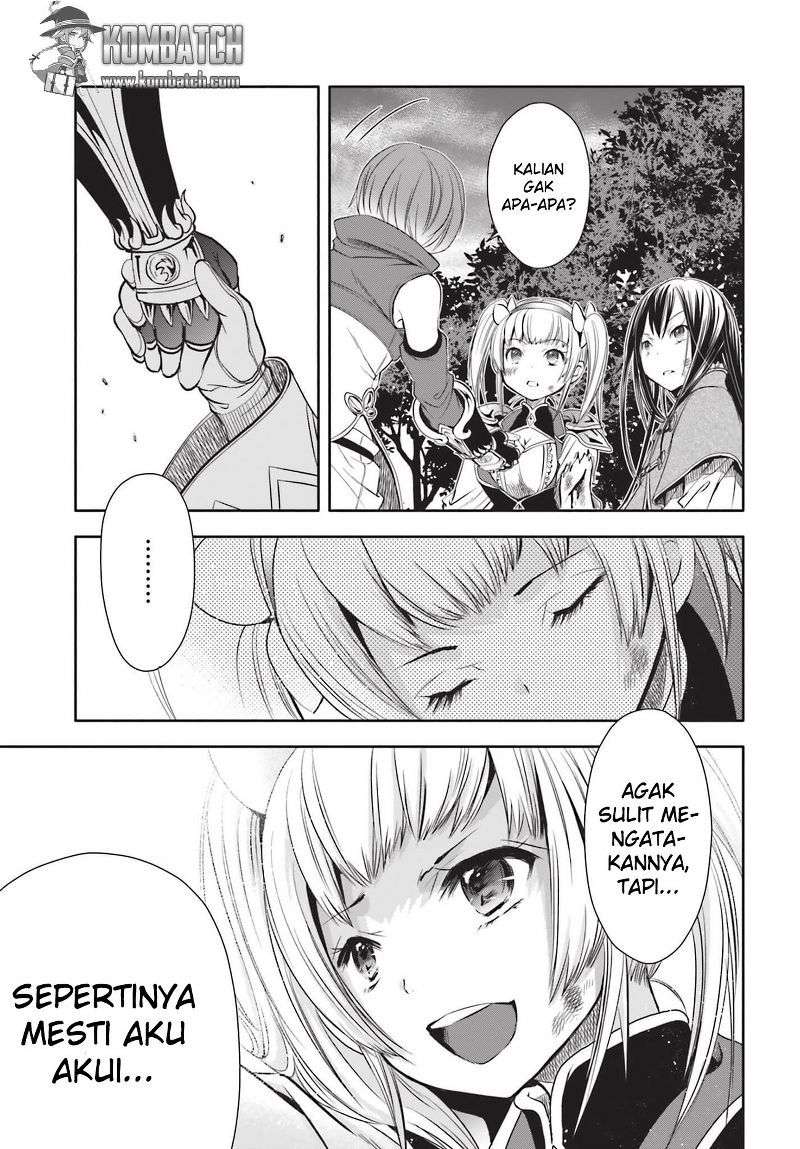 KOMBATCH
www.kombatch.com
KALIAN
GAK
APA-APA?
.........
AGAK
SULIT ME-
NGATA-
KANNYA,
TAPI...
SEPERTINYA
MESTI AKU
AKUI...